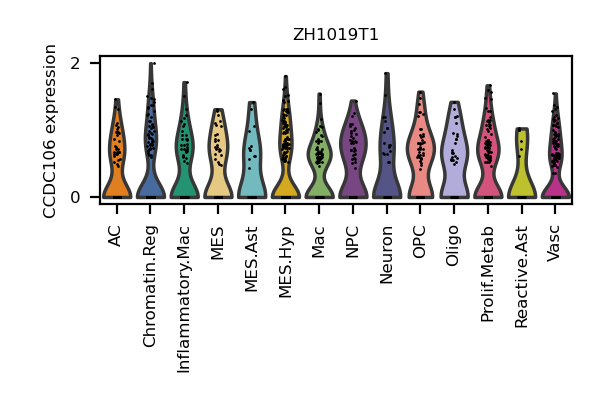 ZH1019T1
CCDC106 expression
2
0
AC
Chromatin.Reg
Inflammatory.Mac
MES
MES.Ast
MES.Hyp
Mac
NPC
Neuron
OPC
Oligo
Prolif.Metab
Reactive.Ast
Vasc